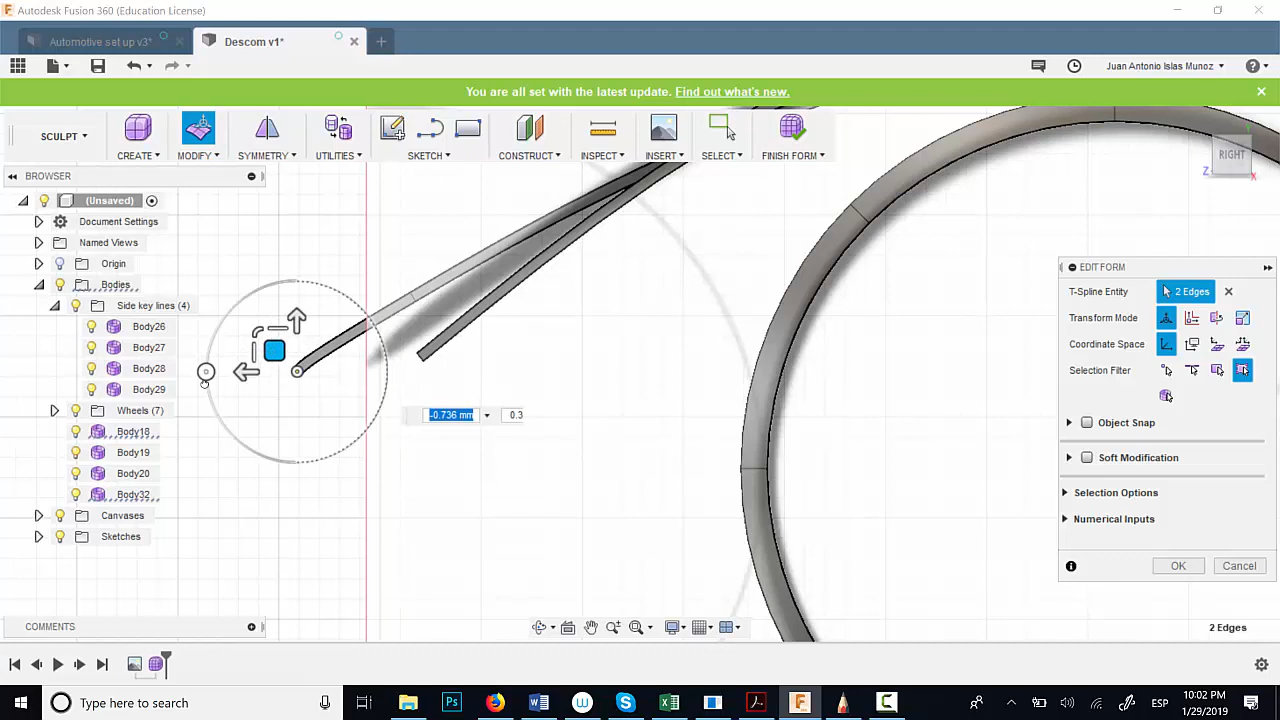 Autodesk Fusion 360 (Education License)
Automotive set up v3*
Descom v1*
Juan Antonio Islas Munoz
You are all set with the latest update. Find out what's new.
SCULPT
CREATE
MODIFY
SYMMETRY
UTILITIES
SKETCH
CONSTRUCT
INSPECT
INSERT
SELECT
FINISH FORM
RIGHT
Z
X
BROWSER
(Unsaved)
Document Settings
Named Views
Origin
Bodies
Side key lines (4)
Body26
Body27
Body28
Body29
Wheels (7)
Body18
Body19
Body20
Body32
Canvases
Sketches
-0.736 mm
0.3
EDIT FORM
T-Spline Entity
2 Edges
Transform Mode
Coordinate Space
Selection Filter
Object Snap
Soft Modification
Selection Options
Numerical Inputs
OK
Cancel
COMMENTS
2 Edges
Type here to search
ESP
10:02 PM
1/29/2019